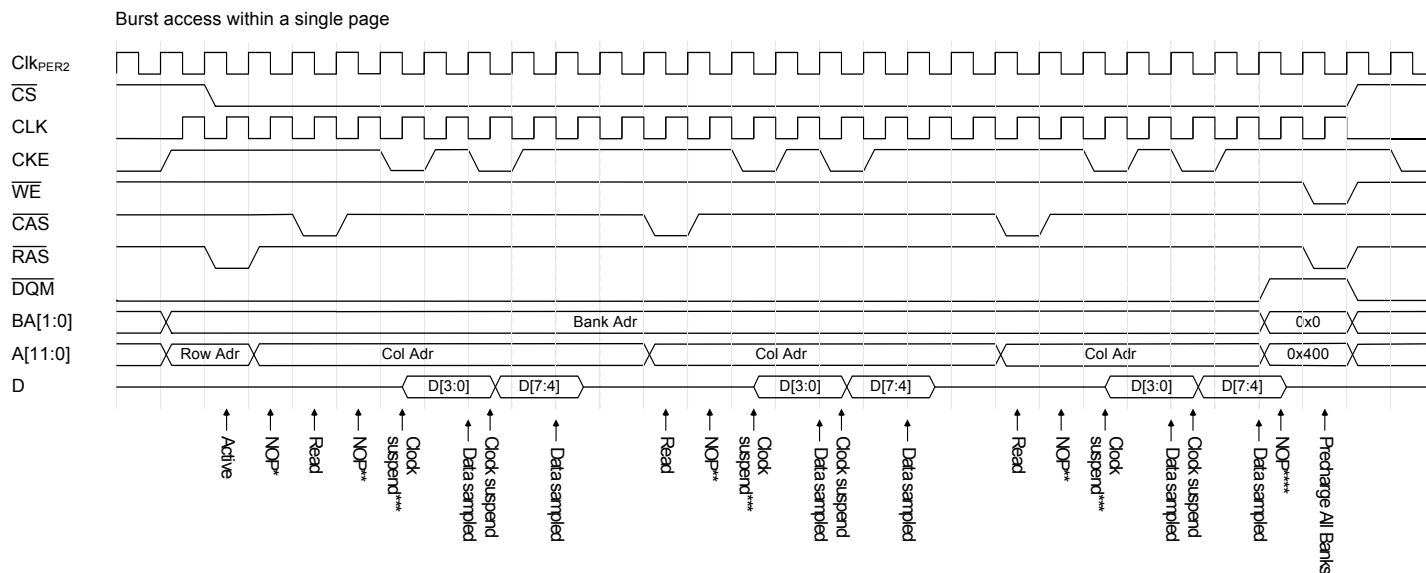 Burst access within a single page
ClkPER2
CS
CLK
CKE
WE
CAS
RAS
DQM
BA[1:0] Bank Adr 0x0
A[11:0] Row Adr Col Adr Col Adr Col Adr 0x400
D D[3:0] D[7:4] D[3:0] D[7:4] D[3:0] D[7:4]
Active
NOP*
Read
NOP**
Clock
suspend***
Data sampled
Clock suspend
Data sampled
Read
NOP**
Clock
suspend***
Data sampled
Clock suspend
Data sampled
Read
NOP**
Clock
suspend***
Data sampled
Clock suspend
Data sampled
NOP****
Precharge All Banks